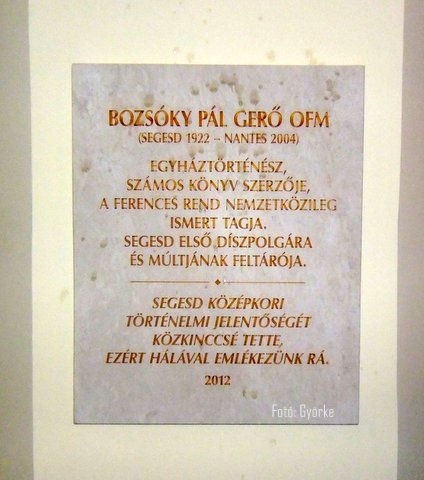 BOZSÓKY PÁL GERŐ OFM
(SEGESD 1922 – NANTES 2004)
EGYHÁZTÖRTÉNÉSZ,
SZÁMOS KÖNYV SZERZŐJE,
A FERENCES REND NEMZETKÖZILEG
ISMERT TAGJA.
SEGESD ELSŐ DÍSZPOLGÁRA
ÉS MÚLTJÁNAK FELTÁRÓJA.
SEGESD KÖZÉPKORI
TÖRTÉNELMI JELENTŐSÉGÉT
KÖZKINCCSÉ TETTE,
EZÉRT HÁLÁVAL EMLÉKEZÜNK RÁ.
2012
Fotó: Györke